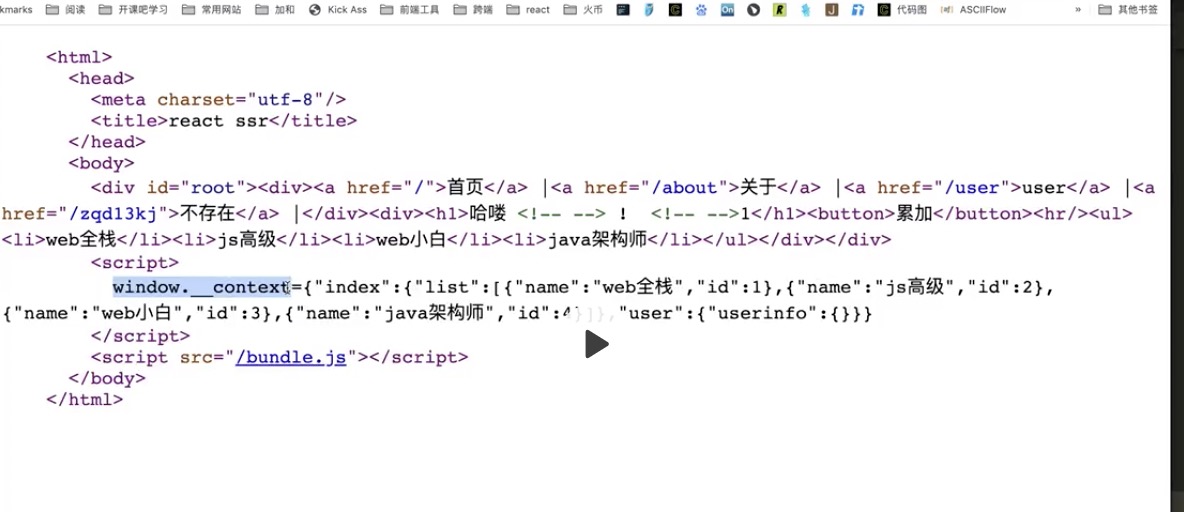 kmarks 阅读 开课吧学习 常用网站 加和 Kick Ass 前端工具 跨端 react 火币 On R J 代码图 ASCIIFlow » 其他书签
<html>
<head>
<meta charset="utf-8"/>
<title>react ssr</title>
</head>
<body>
<div id="root"><div><a href="/">首页</a> |<a href="/about">关于</a> |<a href="/user">user</a> |<a
href="/zqd13kj">不存在</a> |</div><div><h1>哈喽 <!-- --> ! <!-- -->1</h1><button>累加</button><hr/><ul>
<li>web全栈</li><li>js高级</li><li>web小白</li><li>java架构师</li></ul></div></div>
<script>
window.__context={"index":{"list":[{"name":"web全栈","id":1},{"name":"js高级","id":2},
{"name":"web小白","id":3},{"name":"java架构师","id":4}]},"user":{"userinfo":{}}}
</script>
<script src="/bundle.js"></script>
</body>
</html>